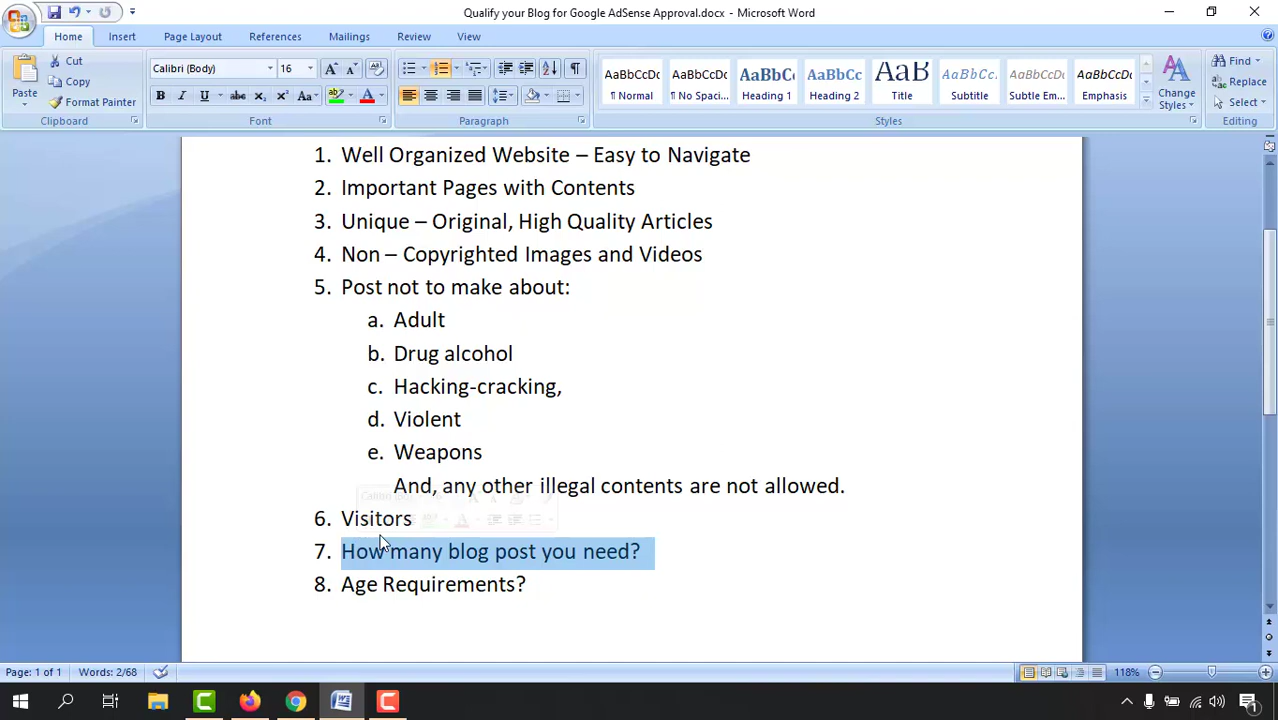 Qualify your Blog for Google AdSense Approval.docx - Microsoft Word
Home Insert Page Layout References Mailings Review View
Paste Cut Copy Format Painter
Clipboard
Calibri (Body) 16
Font
Paragraph
AaBbCcDc AaBbCcDc AaBbCc AaBbCc AaB AaBbCc. AaBbCcDc AaBbCcDc
¶ Normal ¶ No Spaci... Heading 1 Heading 2 Title Subtitle Subtle Em... Emphasis
Change Styles
Styles
Find Replace Select
Editing
1. Well Organized Website – Easy to Navigate
2. Important Pages with Contents
3. Unique – Original, High Quality Articles
4. Non – Copyrighted Images and Videos
5. Post not to make about:
a. Adult
b. Drug alcohol
c. Hacking-cracking,
d. Violent
e. Weapons
And, any other illegal contents are not allowed.
6. Visitors
7. How many blog post you need?
8. Age Requirements?
Page: 1 of 1 Words: 2/68 118%